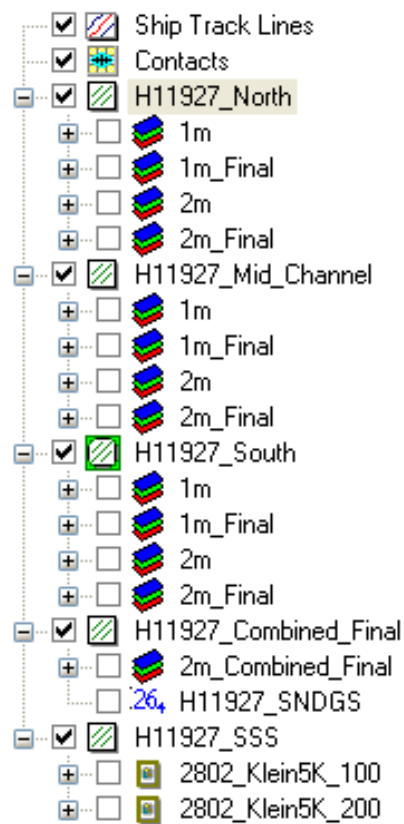 Ship Track Lines
Contacts
H11927_North
1m
1m_Final
2m
2m_Final
H11927_Mid_Channel
1m
1m_Final
2m
2m_Final
H11927_South
1m
1m_Final
2m
2m_Final
H11927_Combined_Final
2m_Combined_Final
.26₄ H11927_SNDGS
H11927_SSS
2802_Klein5K_100
2802_Klein5K_200